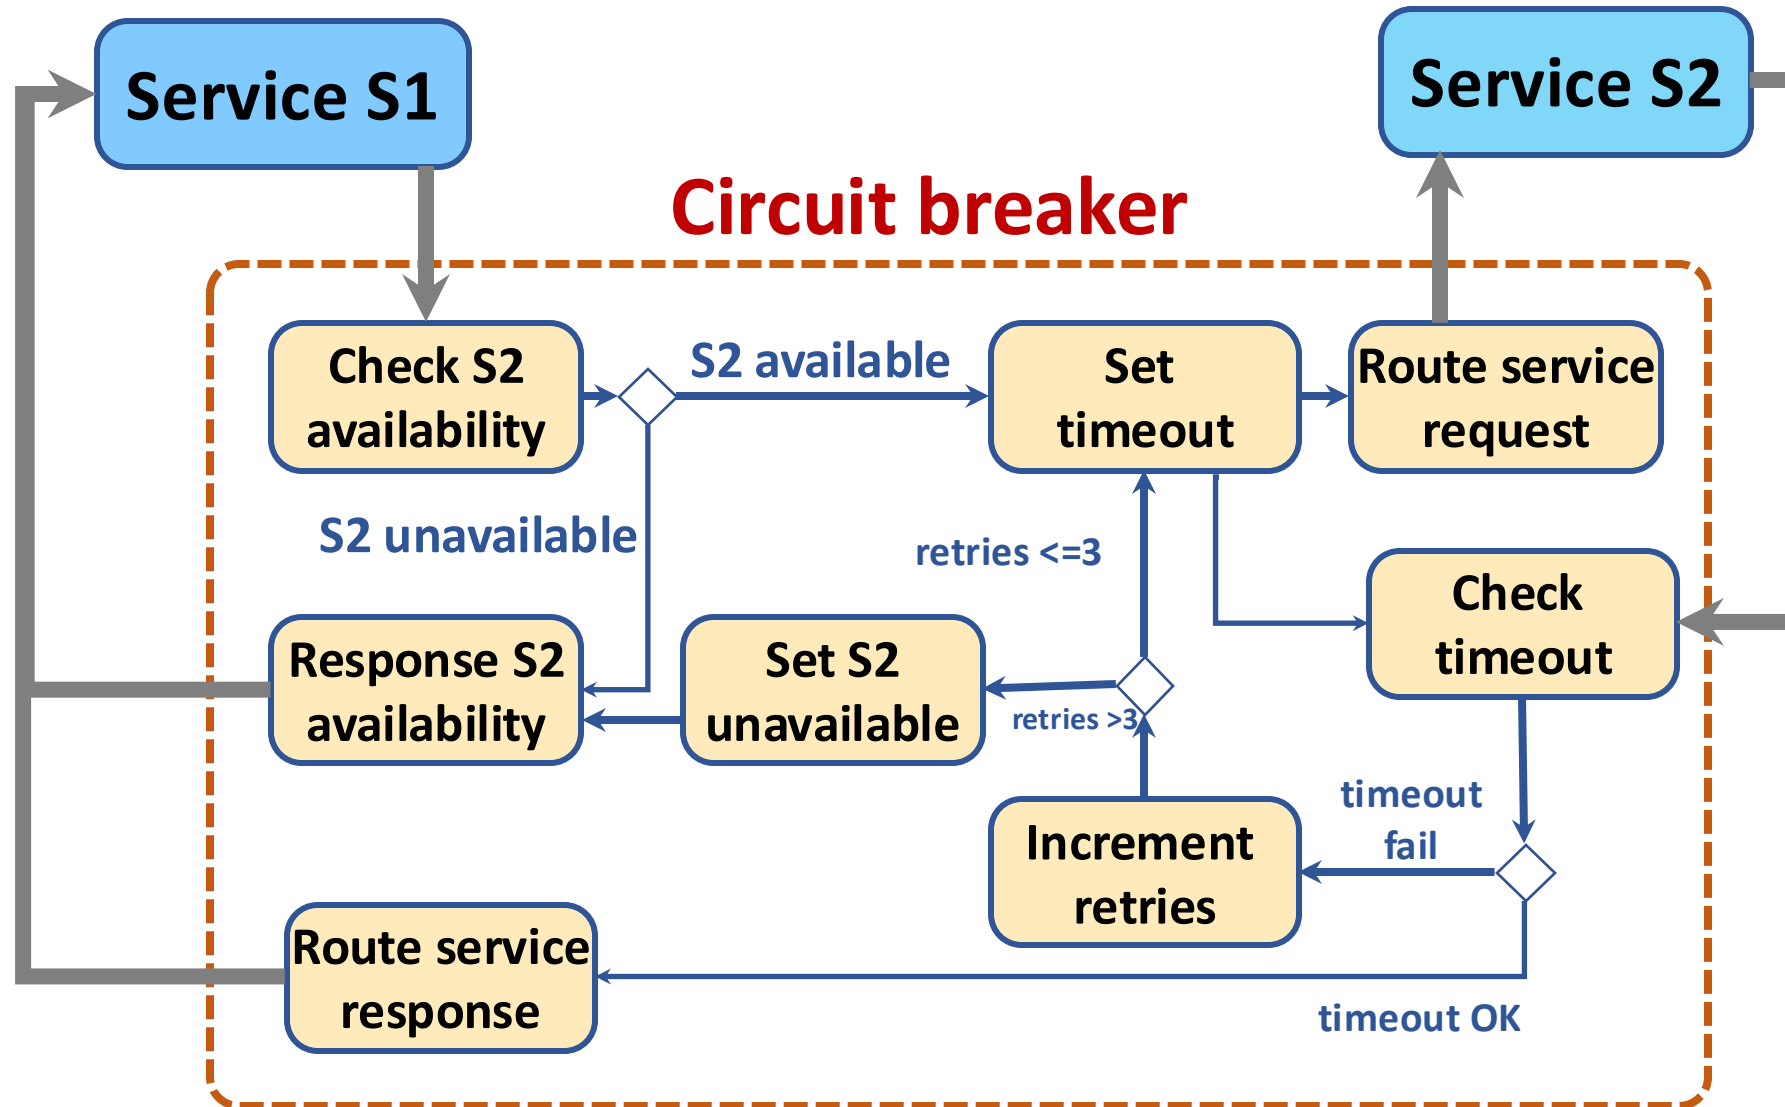 Service S1
Service S2
Circuit breaker
Check S2
availability
S2 available
Set
timeout
Route service
request
S2 unavailable
retries <=3
Check
timeout
Response S2
availability
Set S2
unavailable
retries >3
timeout
fail
Increment
retries
Route service
response
timeout OK